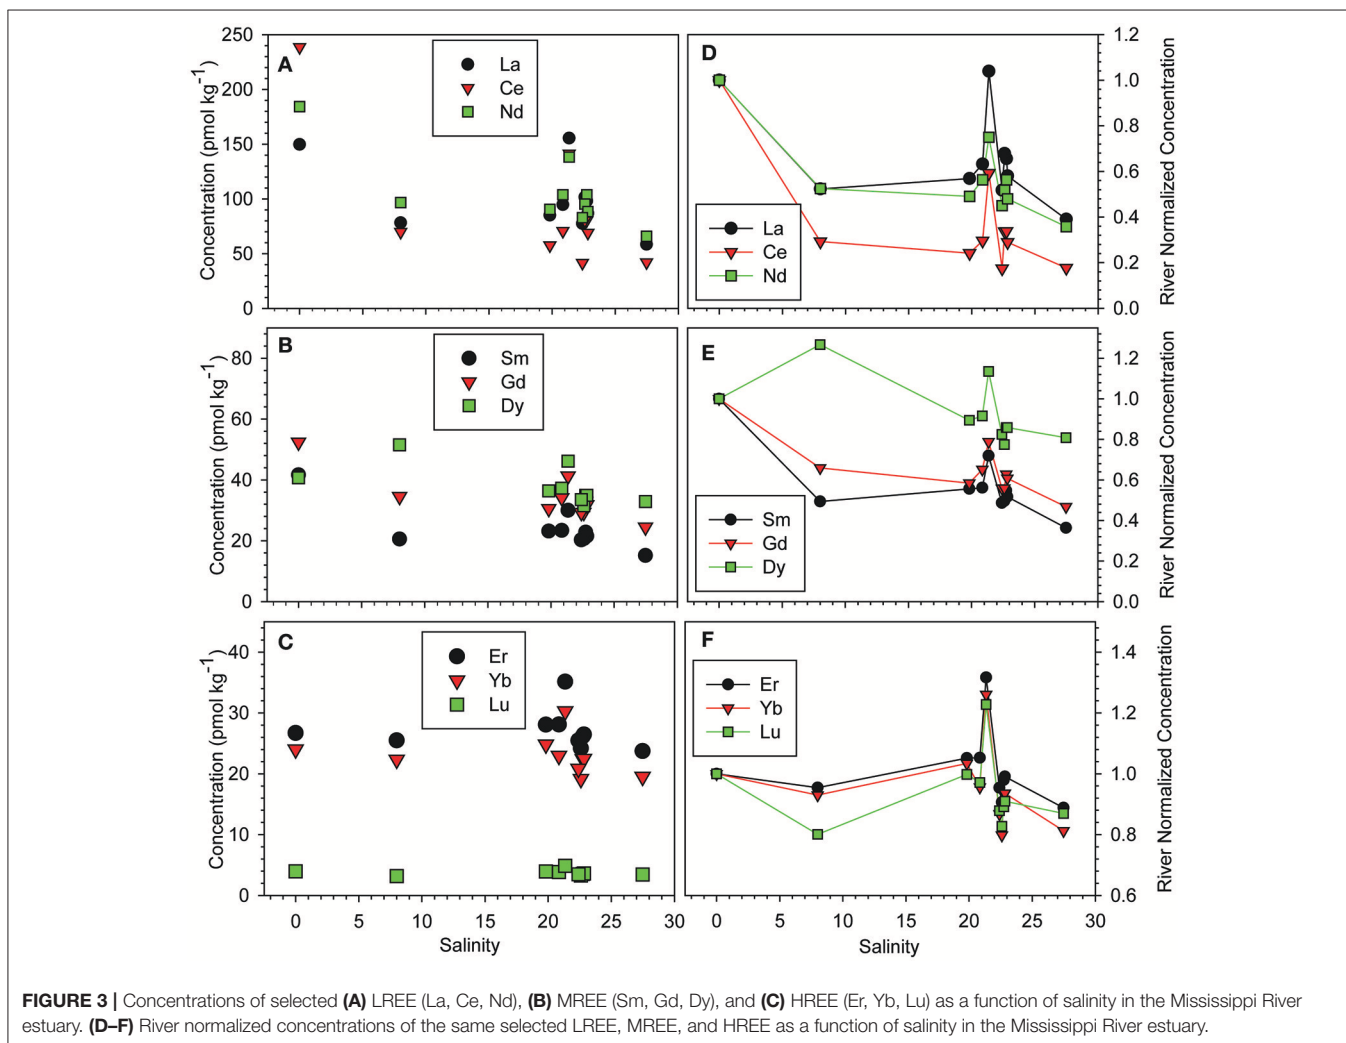 A
La
Ce
Nd
Concentration (pmol kg-1)
250
200
150
100
50
0
D
La
Ce
Nd
River Normalized Concentration
1.2
1.0
0.8
0.6
0.4
0.2
0.0
B
Sm
Gd
Dy
Concentration (pmol kg-1)
80
60
40
20
0
E
Sm
Gd
Dy
River Normalized Concentration
1.2
1.0
0.8
0.6
0.4
0.2
0.0
C
Er
Yb
Lu
Concentration (pmol kg-1)
40
30
20
10
0
0 5 10 15 20 25 30
Salinity
F
Er
Yb
Lu
River Normalized Concentration
1.4
1.2
1.0
0.8
0.6
0 5 10 15 20 25 30
Salinity
FIGURE 3 | Concentrations of selected (A) LREE (La, Ce, Nd), (B) MREE (Sm, Gd, Dy), and (C) HREE (Er, Yb, Lu) as a function of salinity in the Mississippi River
estuary. (D–F) River normalized concentrations of the same selected LREE, MREE, and HREE as a function of salinity in the Mississippi River estuary.